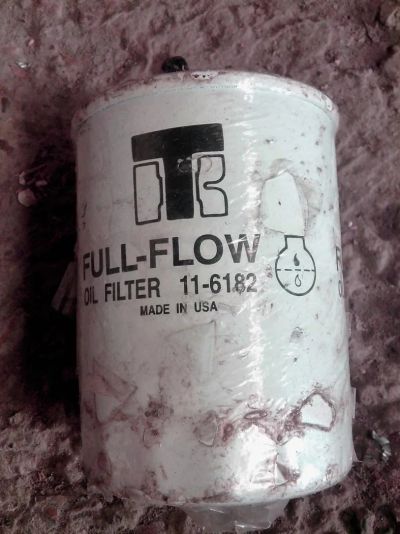 FULL-FLOW
OIL FILTER 11-6182
MADE IN USA